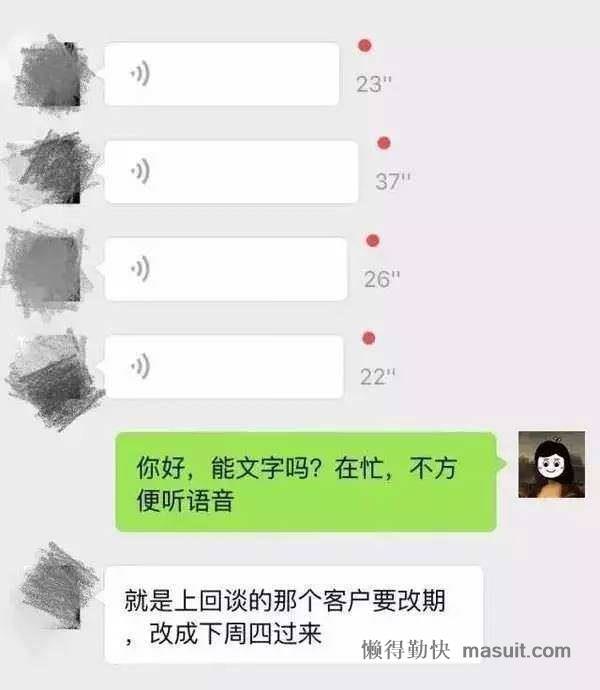 23''
37''
26''
22''
你好，能文字吗？在忙，不方
便听语音
就是上回谈的那个客户要改期
，改成下周四过来
懒得勤快 masuit.com